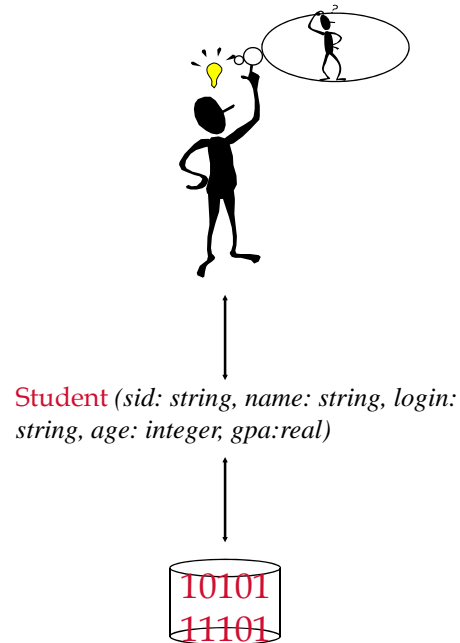 ?
Student (sid: string, name: string, login:
string, age: integer, gpa:real)
10101
11101